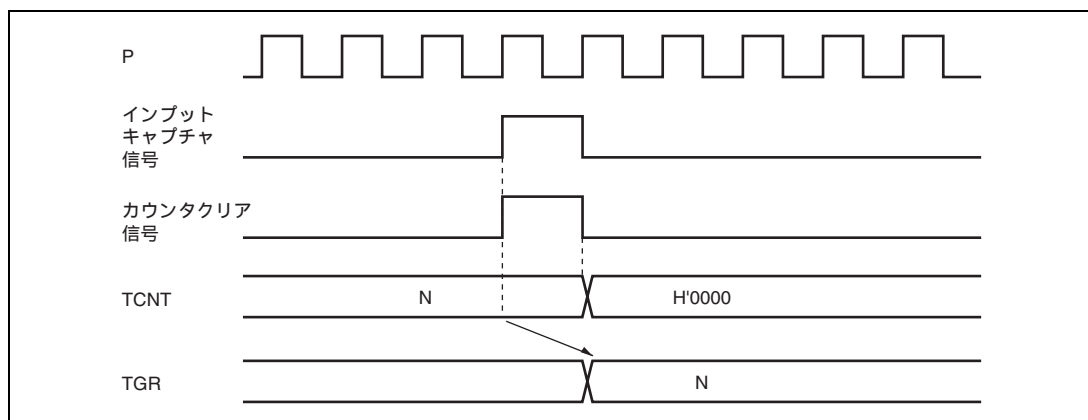 P
インプット
キャプチャ
信号
カウンタクリア
信号
TCNT
N
H'0000
TGR
N